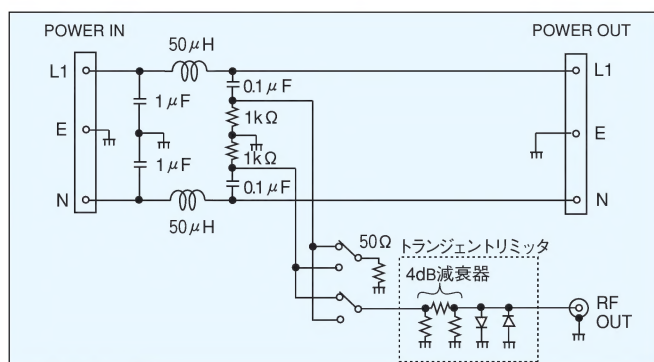 POWER IN
POWER OUT
50μH
L1
L1
0.1μF
1μF
1kΩ
E
E
1kΩ
1μF
0.1μF
N
N
50μH
50Ω
トランジェントリミッタ
4dB減衰器
RF
OUT